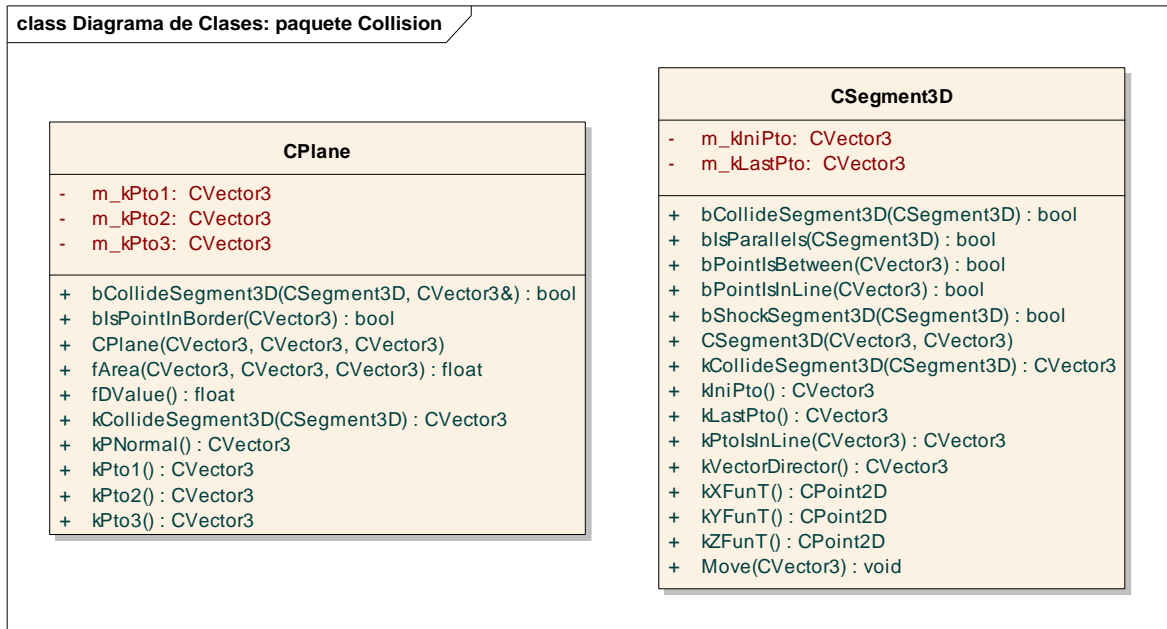 class Diagrama de Clases: paquete Collision
CPlane
- m_kPto1: CVector3
- m_kPto2: CVector3
- m_kPto3: CVector3
+ bCollideSegment3D(CSegment3D, CVector3&) : bool
+ bIsPointInBorder(CVector3) : bool
+ CPlane(CVector3, CVector3, CVector3)
+ fArea(CVector3, CVector3, CVector3) : float
+ fDValue() : float
+ kCollideSegment3D(CSegment3D) : CVector3
+ kPNormal() : CVector3
+ kPto1() : CVector3
+ kPto2() : CVector3
+ kPto3() : CVector3
CSegment3D
- m_kIniPto: CVector3
- m_kLastPto: CVector3
+ bCollideSegment3D(CSegment3D) : bool
+ bIsParallels(CSegment3D) : bool
+ bPointIsBetween(CVector3) : bool
+ bPointIsInLine(CVector3) : bool
+ bShockSegment3D(CSegment3D) : bool
+ CSegment3D(CVector3, CVector3)
+ kCollideSegment3D(CSegment3D) : CVector3
+ kIniPto() : CVector3
+ kLastPto() : CVector3
+ kPtoIsInLine(CVector3) : CVector3
+ kVectorDirector() : CVector3
+ kXFunT() : CPoint2D
+ kYFunT() : CPoint2D
+ kZFunT() : CPoint2D
+ Move(CVector3) : void